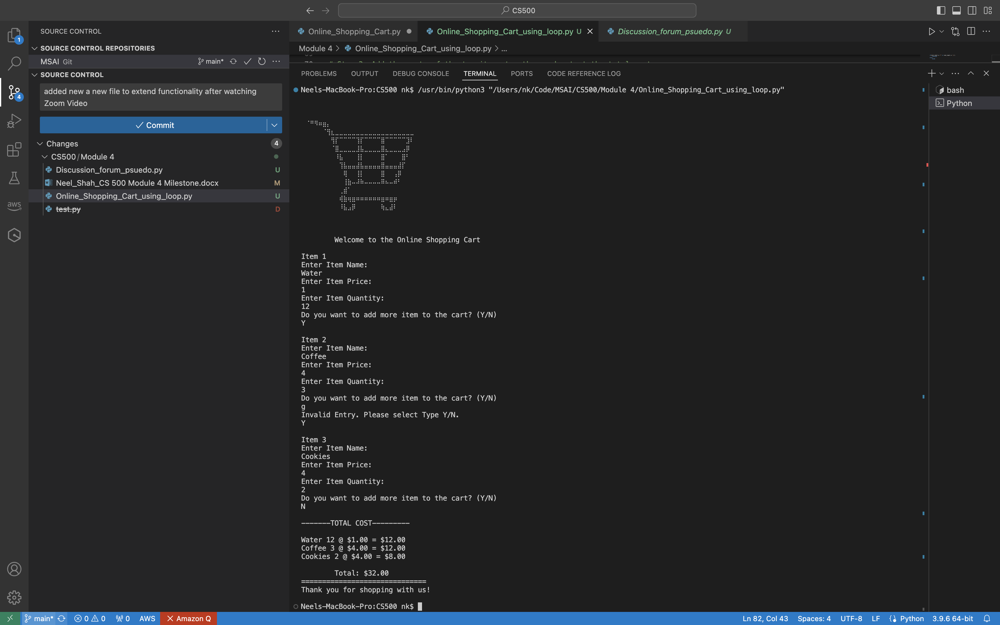 CS500
SOURCE CONTROL
Online_Shopping_Cart.py
Online_Shopping_Cart_using_loop.py U
Discussion_forum_psuedo.py U
SOURCE CONTROL REPOSITORIES
Module 4 > Online_Shopping_Cart_using_loop.py > ...
MSAI Git
main*
SOURCE CONTROL
added new a new file to extend functionality after watching
Zoom Video
Commit
Changes
4
CS500/Module 4
Discussion_forum_psuedo.py U
Neel_Shah_CS 500 Module 4 Milestone.docx M
Online_Shopping_Cart_using_loop.py U
test.py D
1
4
aws
PROBLEMS OUTPUT DEBUG CONSOLE TERMINAL PORTS CODE REFERENCE LOG
bash
Python
Neels-MacBook-Pro:CS500 nk$ /usr/bin/python3 "/Users/nk/Code/MSAI/CS500/Module 4/Online_Shopping_Cart_using_loop.py"
Welcome to the Online Shopping Cart
Item 1
Enter Item Name:
Water
Enter Item Price:
1
Enter Item Quantity:
12
Do you want to add more item to the cart? (Y/N)
Y
Item 2
Enter Item Name:
Coffee
Enter Item Price:
4
Enter Item Quantity:
3
Do you want to add more item to the cart? (Y/N)
g
Invalid Entry. Please select Type Y/N.
Y
Item 3
Enter Item Name:
Cookies
Enter Item Price:
4
Enter Item Quantity:
2
Do you want to add more item to the cart? (Y/N)
N
-------TOTAL COST---------
Water 12 @ $1.00 = $12.00
Coffee 3 @ $4.00 = $12.00
Cookies 2 @ $4.00 = $8.00
Total: $32.00
==============================
Thank you for shopping with us!
Neels-MacBook-Pro:CS500 nk$
main* 0 0 0 AWS Amazon Q
Ln 82, Col 43 Spaces: 4 UTF-8 LF Python 3.9.6 64-bit